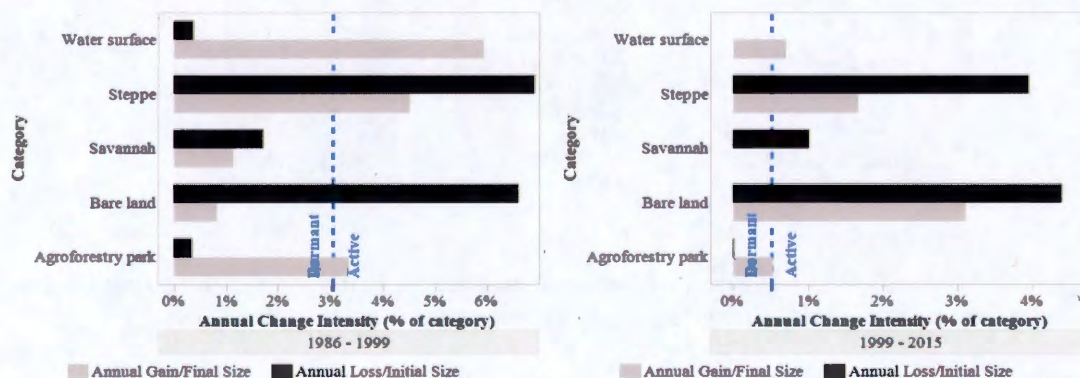 Category
Water surface
Steppe
Savannah
Bare land
Agroforestry park
Dormant
Active
0% 1% 2% 3% 4% 5% 6%
Annual Change Intensity (% of category)
1986 - 1999
Annual Gain/Final Size Annual Loss/Initial Size
Category
Water surface
Steppe
Savannah
Bare land
Agroforestry park
Dormant
Active
0% 1% 2% 3% 4%
Annual Change Intensity (% of category)
1999 - 2015
Annual Gain/Final Size Annual Loss/Initial Size